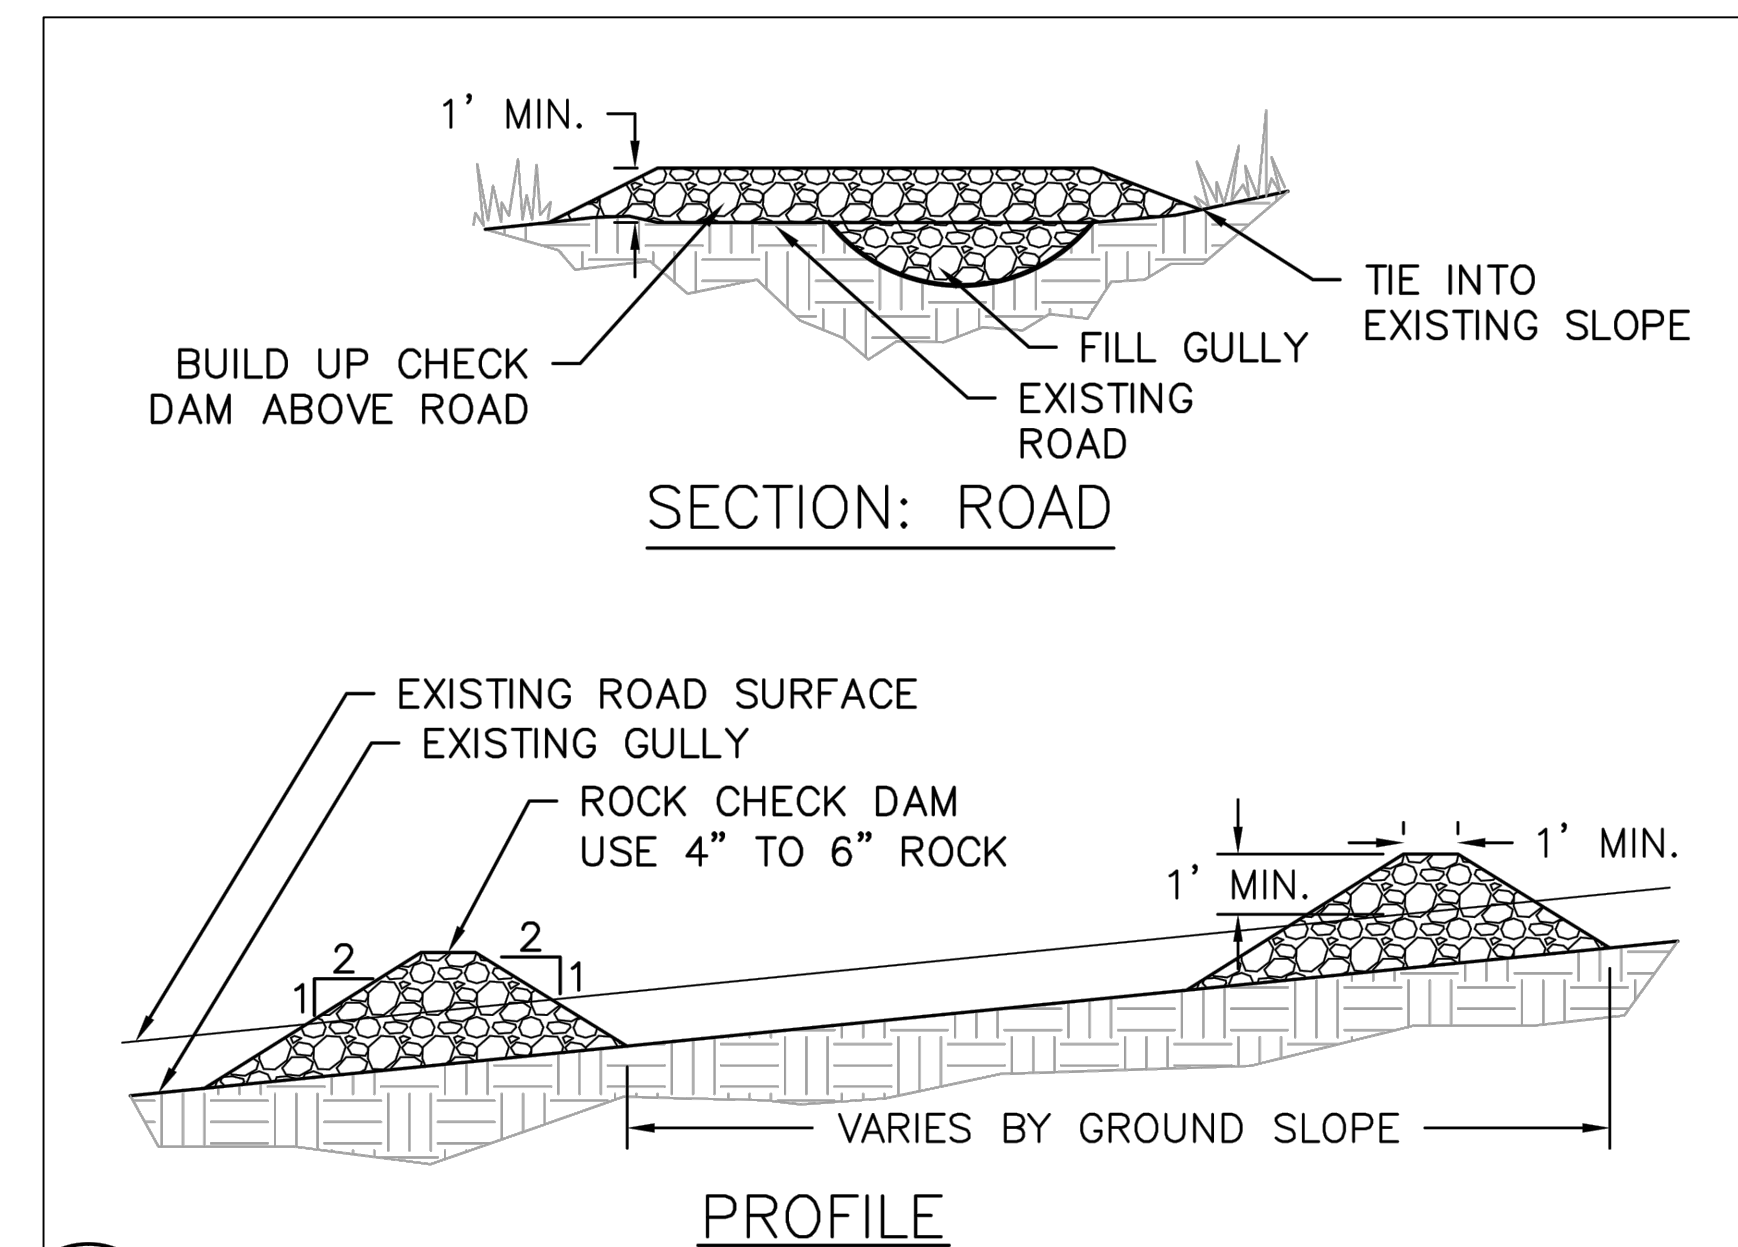 1' MIN.
TIE INTO
EXISTING SLOPE
FILL GULLY
BUILD UP CHECK
DAM ABOVE ROAD
EXISTING
ROAD
SECTION: ROAD
EXISTING ROAD SURFACE
EXISTING GULLY
ROCK CHECK DAM
USE 4" TO 6" ROCK
1' MIN.
1' MIN.
2
1
2
1
VARIES BY GROUND SLOPE
PROFILE